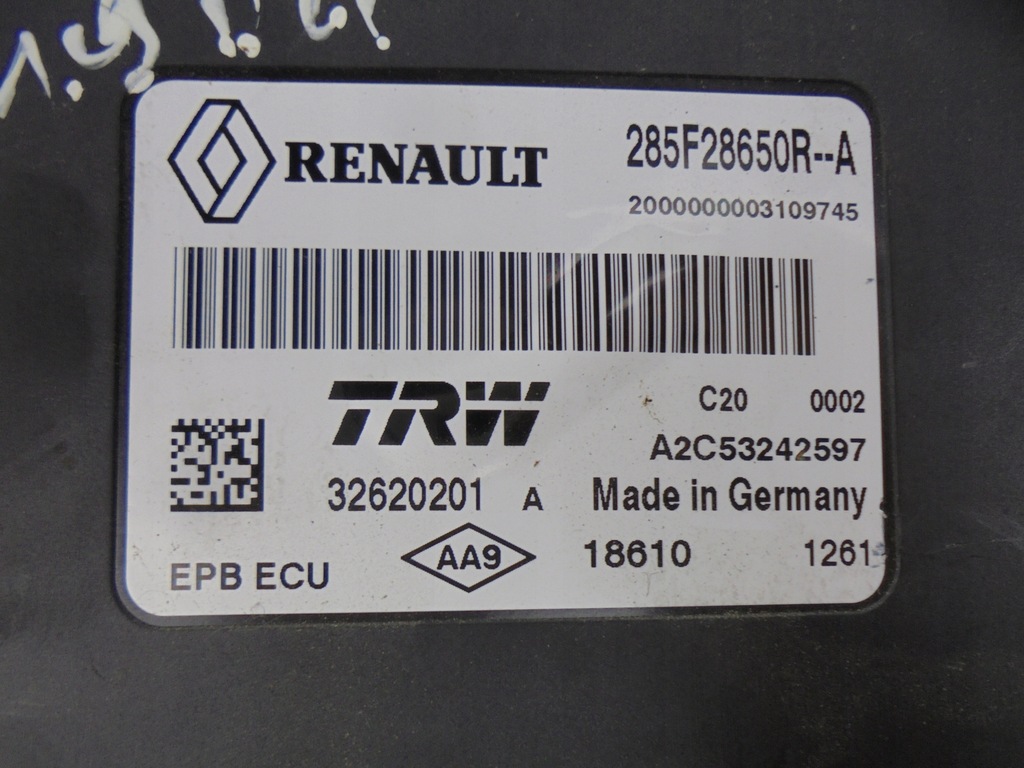 RENAULT
285F28650R--A
2000000003109745
TRW
C20 0002
A2C53242597
32620201 A
Made in Germany
EPB ECU
AA9
18610
1261